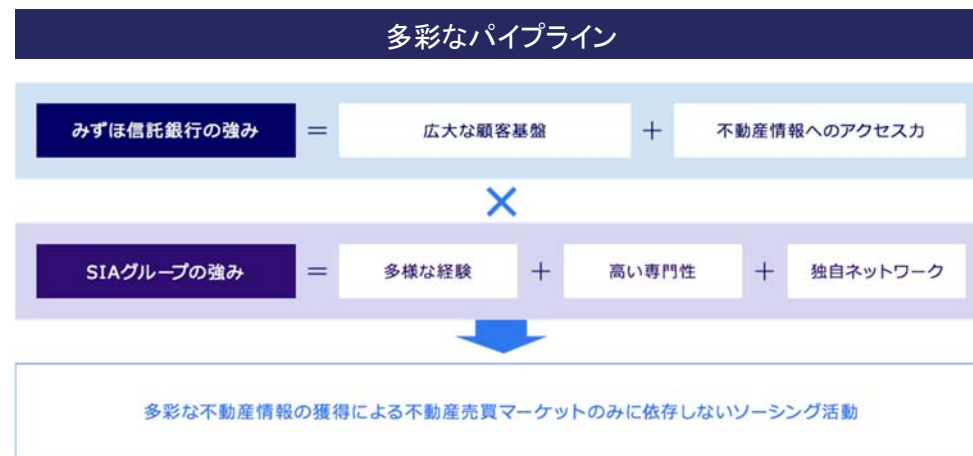 多彩なパイプライン
みずほ信託銀行の強み = 広大な顧客基盤 + 不動産情報へのアクセス力
×
SIAグループの強み = 多様な経験 + 高い専門性 + 独自ネットワーク
多彩な不動産情報の獲得による不動産売買マーケットのみに依存しないソーシング活動